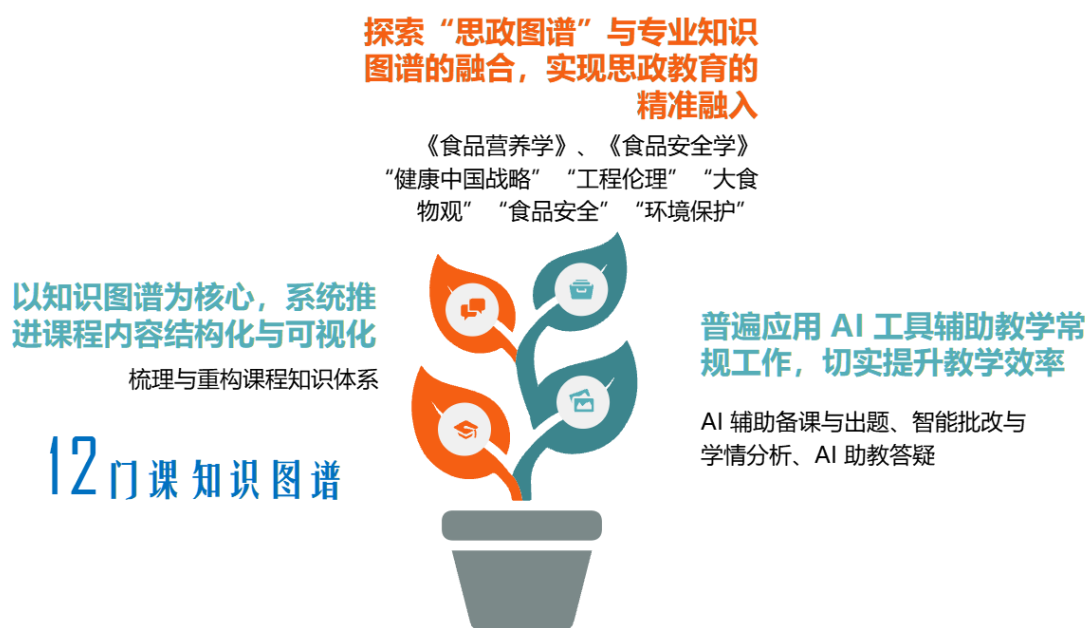 探索“思政图谱”与专业知识
图谱的融合，实现思政教育的
精准融入
《食品营养学》、《食品安全学》
“健康中国战略” “工程伦理” “大食
物观” “食品安全” “环境保护”
以知识图谱为核心，系统推
进课程内容结构化与可视化
梳理与重构课程知识体系
12门课知识图谱
普遍应用 AI 工具辅助教学常
规工作，切实提升教学效率
AI 辅助备课与出题、智能批改与
学情分析、AI 助教答疑